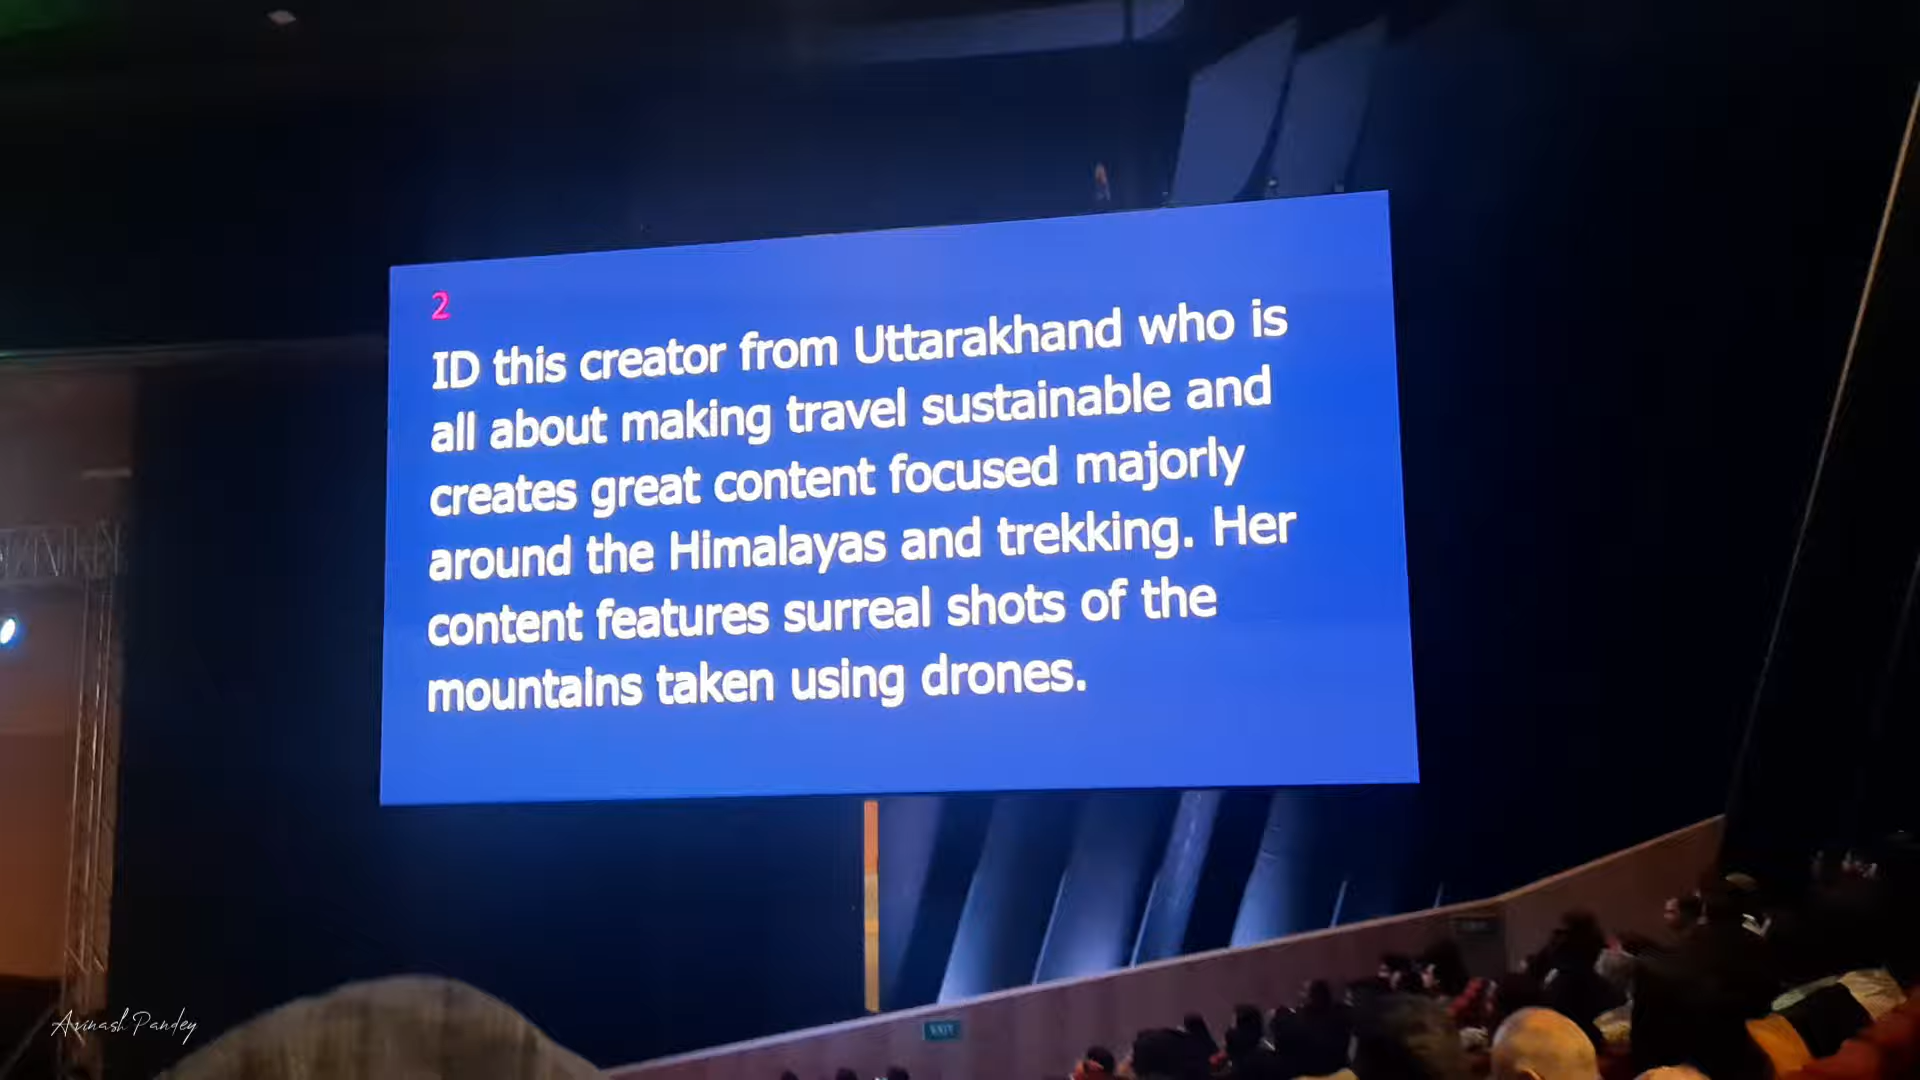 2
ID this creator from Uttarakhand who is
all about making travel sustainable and
creates great content focused majorly
around the Himalayas and trekking. Her
content features surreal shots of the
mountains taken using drones.
EXIT
Avinash Pandey